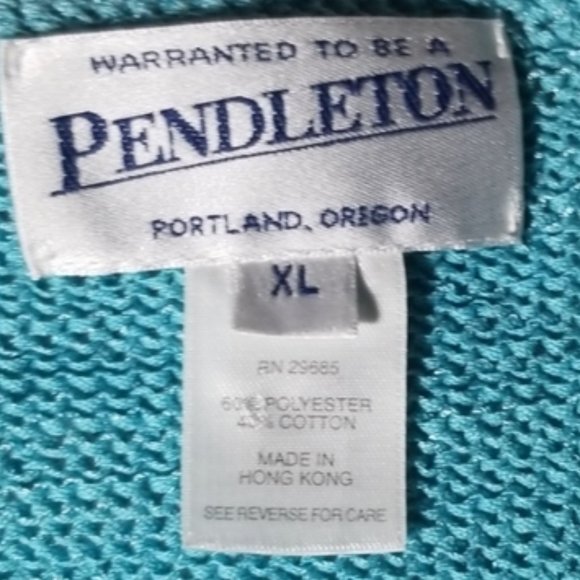 WARRANTED TO BE A
PENDLETON
PORTLAND, OREGON
XL
RN 29685
60% POLYESTER
40% COTTON
MADE IN
HONG KONG
SEE REVERSE FOR CARE